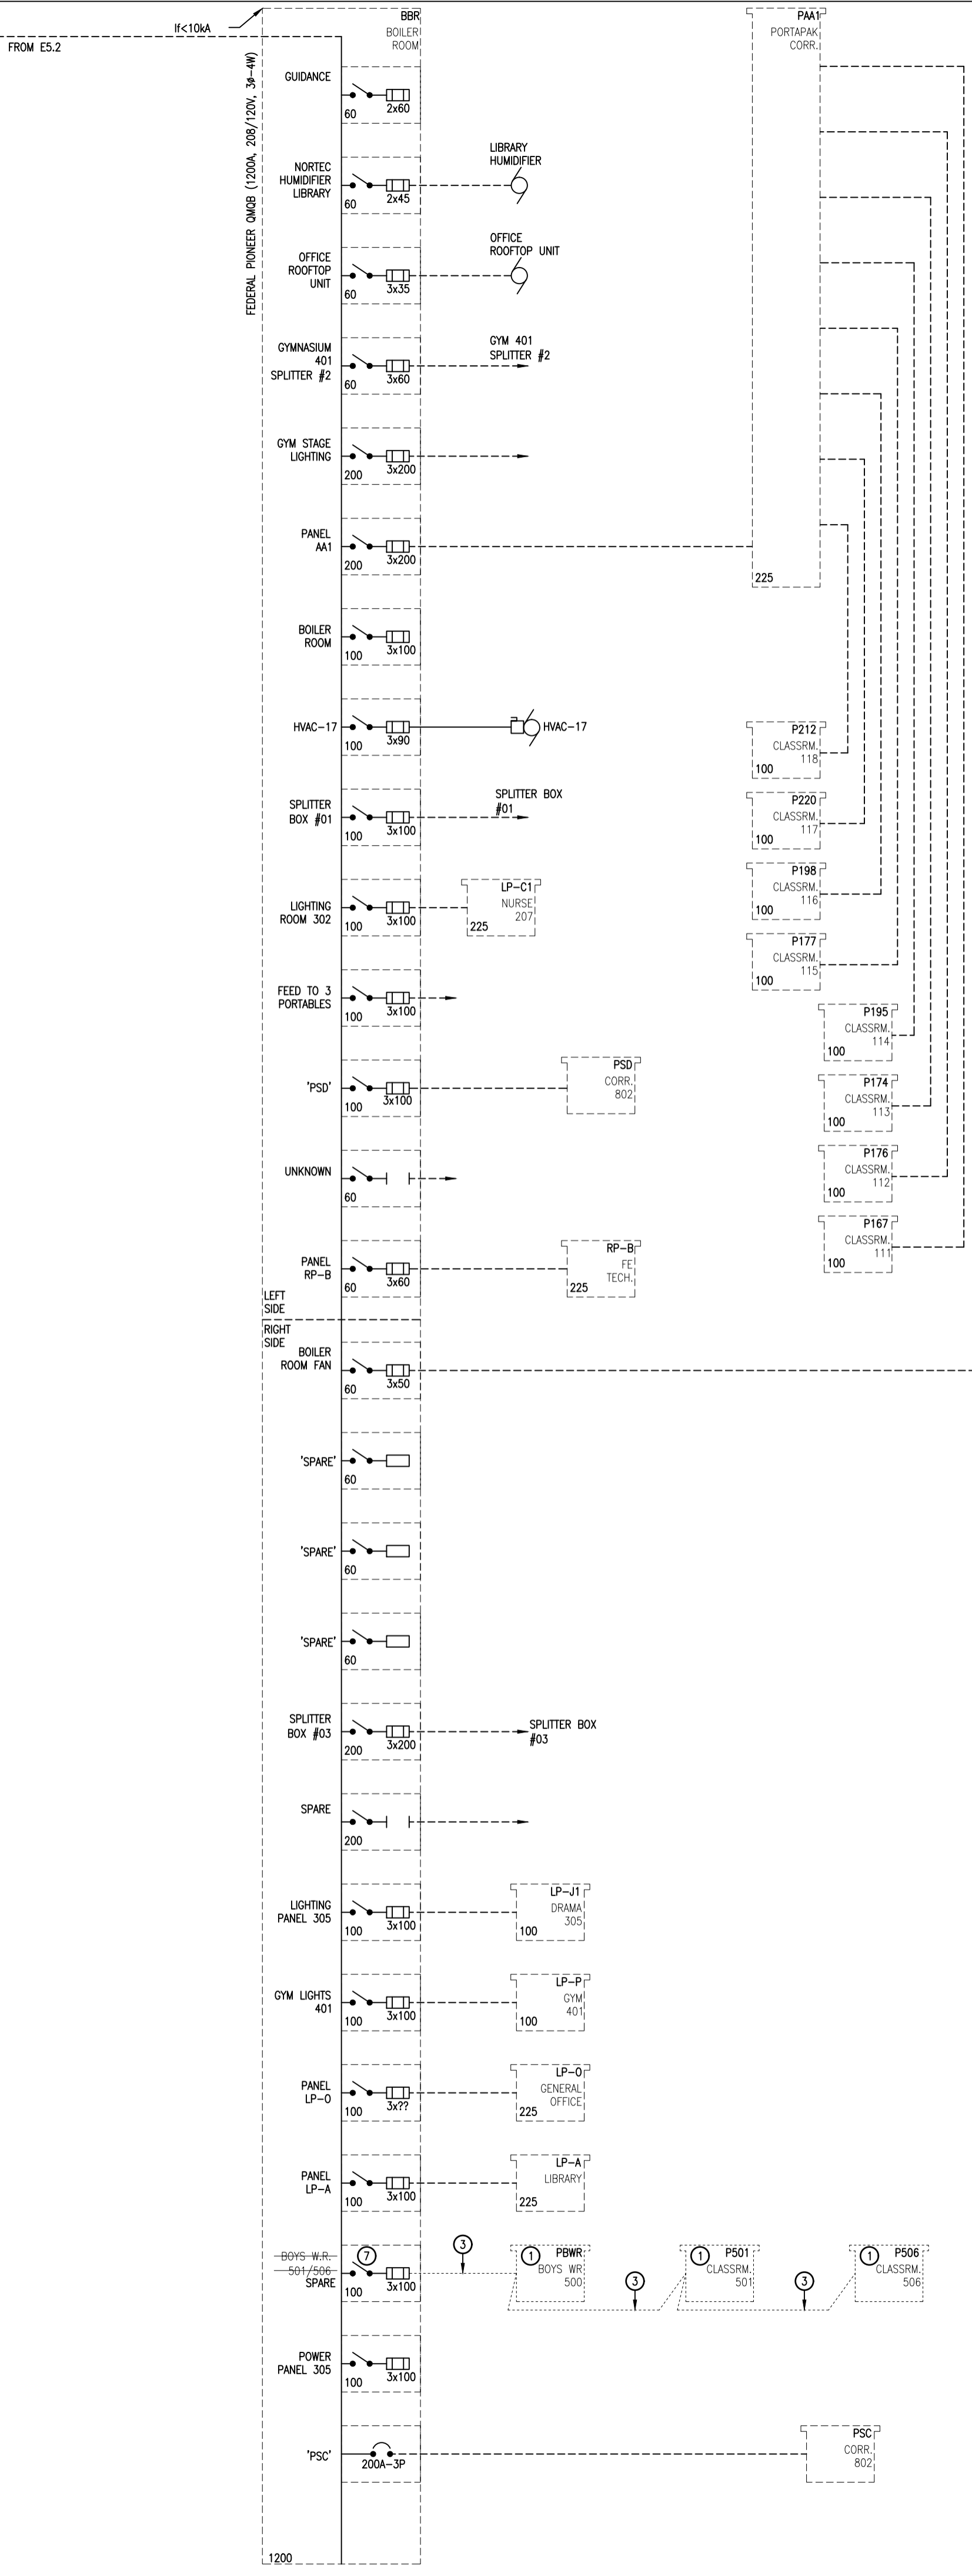 If<10kA
FROM E5.2
FEDERAL PIONEER QMQB (1200A, 208/120V, 3ø-4W)
BBR
BOILER
ROOM
GUIDANCE
60
2x60
NORTEC
HUMIDIFIER
LIBRARY
60
2x45
LIBRARY
HUMIDIFIER
OFFICE
ROOFTOP
UNIT
60
3x35
OFFICE
ROOFTOP UNIT
GYMNASIUM
401
SPLITTER #2
60
3x60
GYM 401
SPLITTER #2
GYM STAGE
LIGHTING
200
3x200
PANEL
AA1
200
3x200
PAA1
PORTAPAK
CORR.
225
BOILER
ROOM
100
3x100
HVAC-17
100
3x90
HVAC-17
SPLITTER
BOX #01
100
3x100
SPLITTER BOX
#01
LIGHTING
ROOM 302
100
3x100
LP-C1
NURSE
207
225
FEED TO 3
PORTABLES
100
3x100
'PSD'
100
3x100
PSD
CORR.
802
UNKNOWN
60
PANEL
RP-B
60
3x60
RP-B
FE
TECH.
225
P212
CLASSRM.
118
100
P220
CLASSRM.
117
100
P198
CLASSRM.
116
100
P177
CLASSRM.
115
100
P195
CLASSRM.
114
100
P174
CLASSRM.
113
100
P176
CLASSRM.
112
100
P167
CLASSRM.
111
100
LEFT
SIDE
RIGHT
SIDE
BOILER
ROOM FAN
60
3x50
'SPARE'
60
'SPARE'
60
'SPARE'
60
SPLITTER
BOX #03
200
3x200
SPLITTER BOX
#03
SPARE
200
LIGHTING
PANEL 305
100
3x100
LP-J1
DRAMA
305
100
GYM LIGHTS
401
100
3x100
LP-P
GYM
401
100
PANEL
LP-O
100
3x??
LP-O
GENERAL
OFFICE
225
PANEL
LP-A
100
3x100
LP-A
LIBRARY
225
BOYS W.R.
501/506
SPARE
7
100
3x100
3
1
PBWR
BOYS WR
500
3
1
P501
CLASSRM.
501
3
1
P506
CLASSRM.
506
POWER
PANEL 305
100
3x100
'PSC'
200A-3P
PSC
CORR.
802
1200